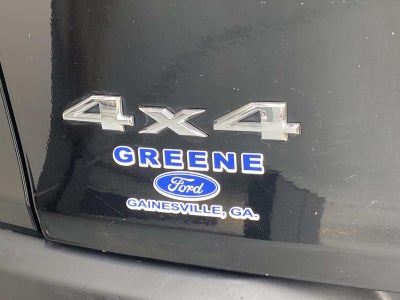 4x4
GREENE
Ford
GAINESVILLE, GA.